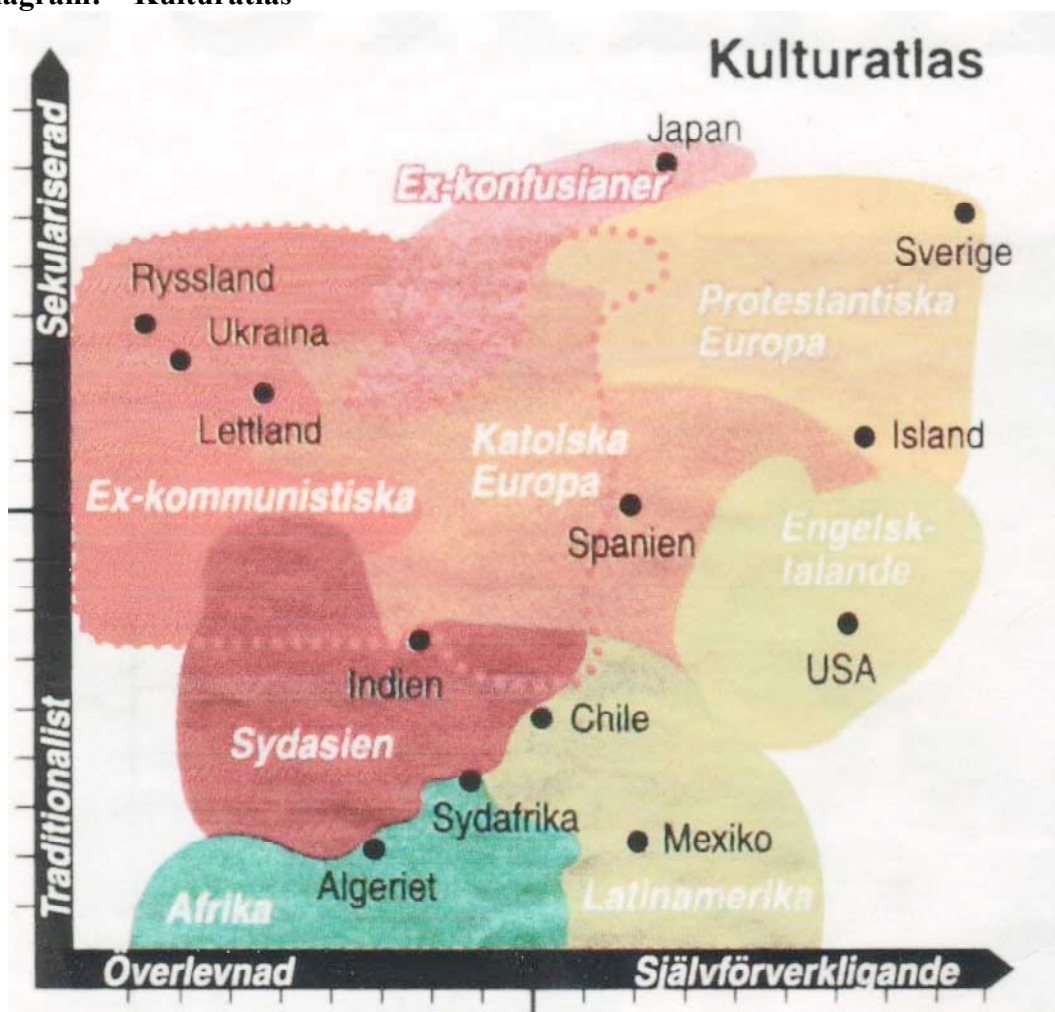 Kulturatlas
Kulturatlas
Japan
Ex-konfusianer
Sekulariserad
Sverige
Ryssland
Protestantiska
Europa
Ukraina
Lettland
Katolska
Europa
Island
Ex-kommunistiska
Spanien
Engelsk-
talande
USA
Indien
Chile
Sydasien
Traditionalist
Sydafrika
Mexiko
Algeriet
Afrika
Latinamerika
Överlevnad
Självförverkligande